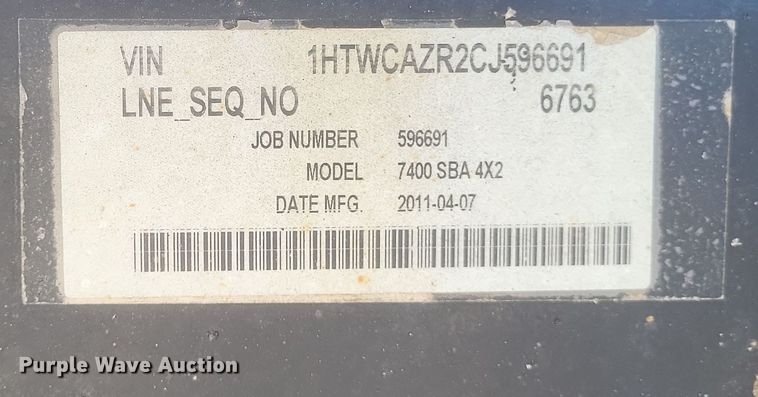 VIN 1HTWCAZR2CJ596691
LNE_SEQ_NO 6763
JOB NUMBER 596691
MODEL 7400 SBA 4X2
DATE MFG. 2011-04-07
Purple Wave Auction